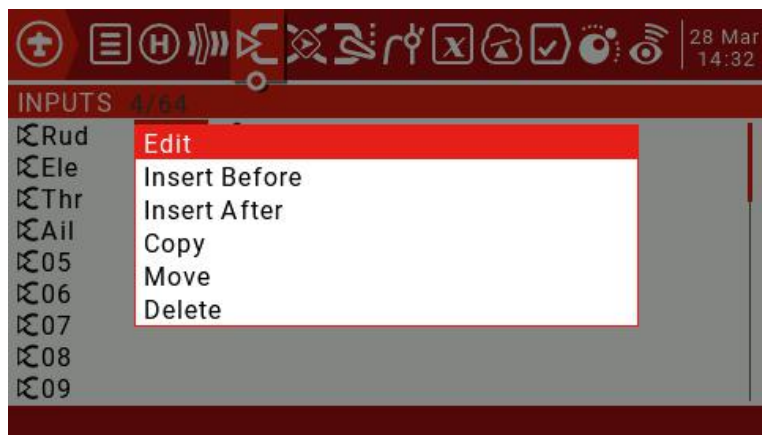 28 Mar
14:32
INPUTS 4/64
Rud
Ele
Thr
Ail
05
06
07
08
09
Edit
Insert Before
Insert After
Copy
Move
Delete